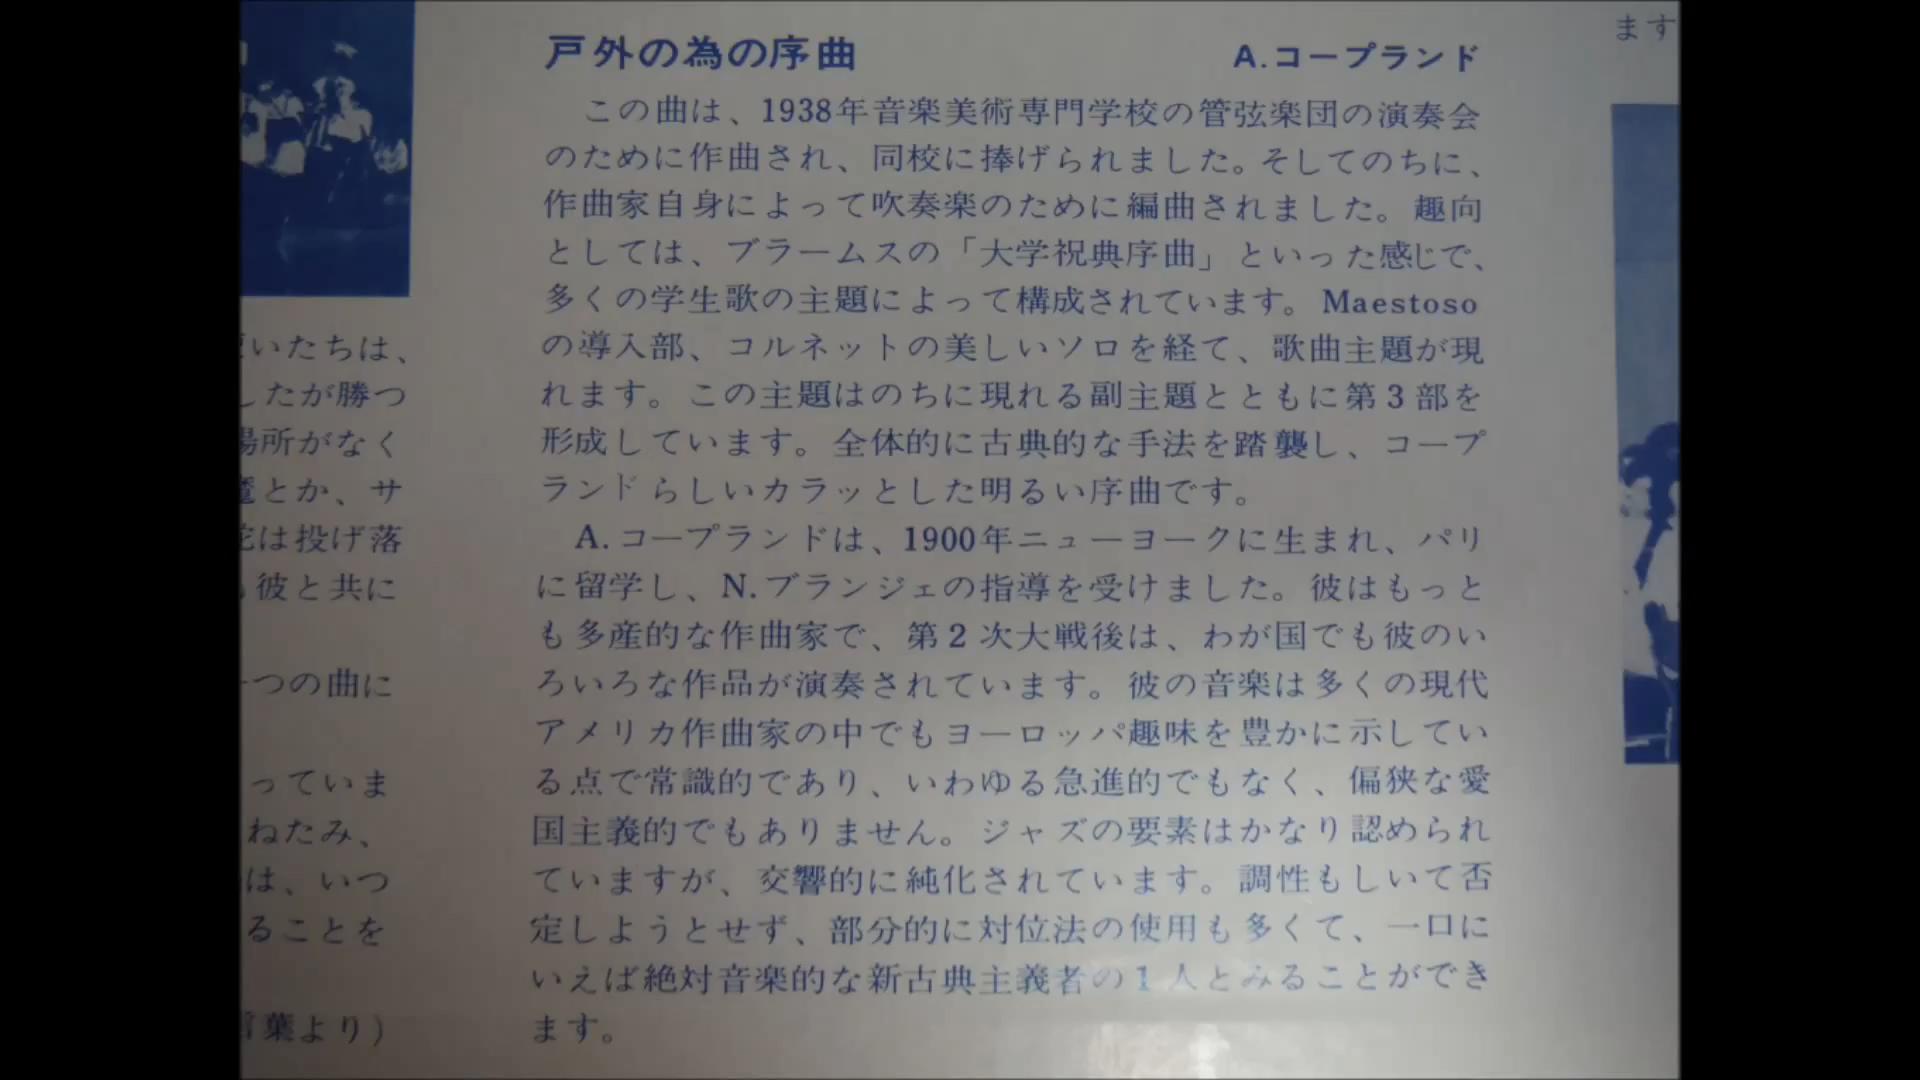 いたちは、
したが勝つ
場所がなく
とか、サ
は投げ落
彼と共に
つの曲に
っていま
ねたみ、
は、いつ
ることを
言葉より）
戸外の為の序曲
A.コープランド
この曲は、1938年音楽美術専門学校の管弦楽団の演奏会
のために作曲され、同校に捧げられました。そしてのちに、
作曲家自身によって吹奏楽のために編曲されました。趣向
としては、ブラームスの「大学祝典序曲」といった感じで、
多くの学生歌の主題によって構成されています。Maestoso
の導入部、コルネットの美しいソロを経て、歌曲主題が現
れます。この主題はのちに現れる副主題とともに第3部を
形成しています。全体的に古典的な手法を踏襲し、コープ
ランドらしいカラッとした明るい序曲です。
A.コープランドは、1900年ニューヨークに生まれ、パリ
に留学し、N.ブランジェの指導を受けました。彼はもっと
も多産的な作曲家で、第2次大戦後は、わが国でも彼のい
ろいろな作品が演奏されています。彼の音楽は多くの現代
アメリカ作曲家の中でもヨーロッパ趣味を豊かに示してい
る点で常識的であり、いわゆる急進的でもなく、偏狭な愛
国主義的でもありません。ジャズの要素はかなり認められ
ていますが、交響的に純化されています。調性もしいて否
定しようとせず、部分的に対位法の使用も多くて、一口に
いえば絶対音楽的な新古典主義者の1人とみることができ
ます。
ます